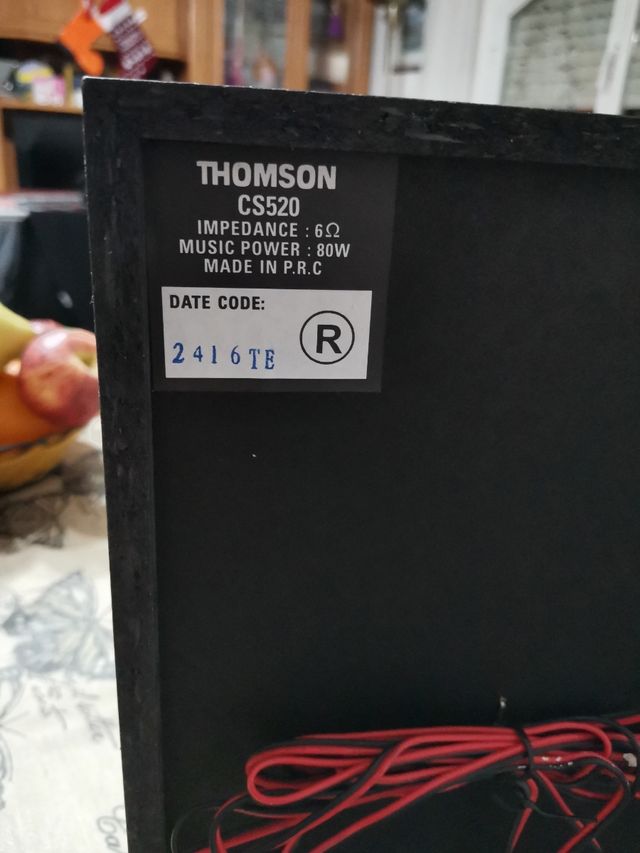 THOMSON
CS520
IMPEDANCE : 6Ω
MUSIC POWER : 80W
MADE IN P.R.C
DATE CODE:
R
2416TE